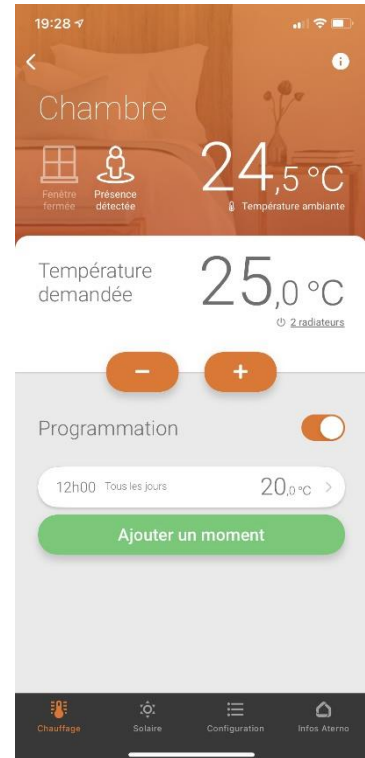 19:28
Chambre
Fenêtre
fermée
Présence
détectée
24,5 °C
Température ambiante
Température
demandée
25,0 °C
2 radiateurs
−
+
Programmation
12h00 Tous les jours 20,0 °C >
Ajouter un moment
Chauffage Solaire Configuration Infos Aterno